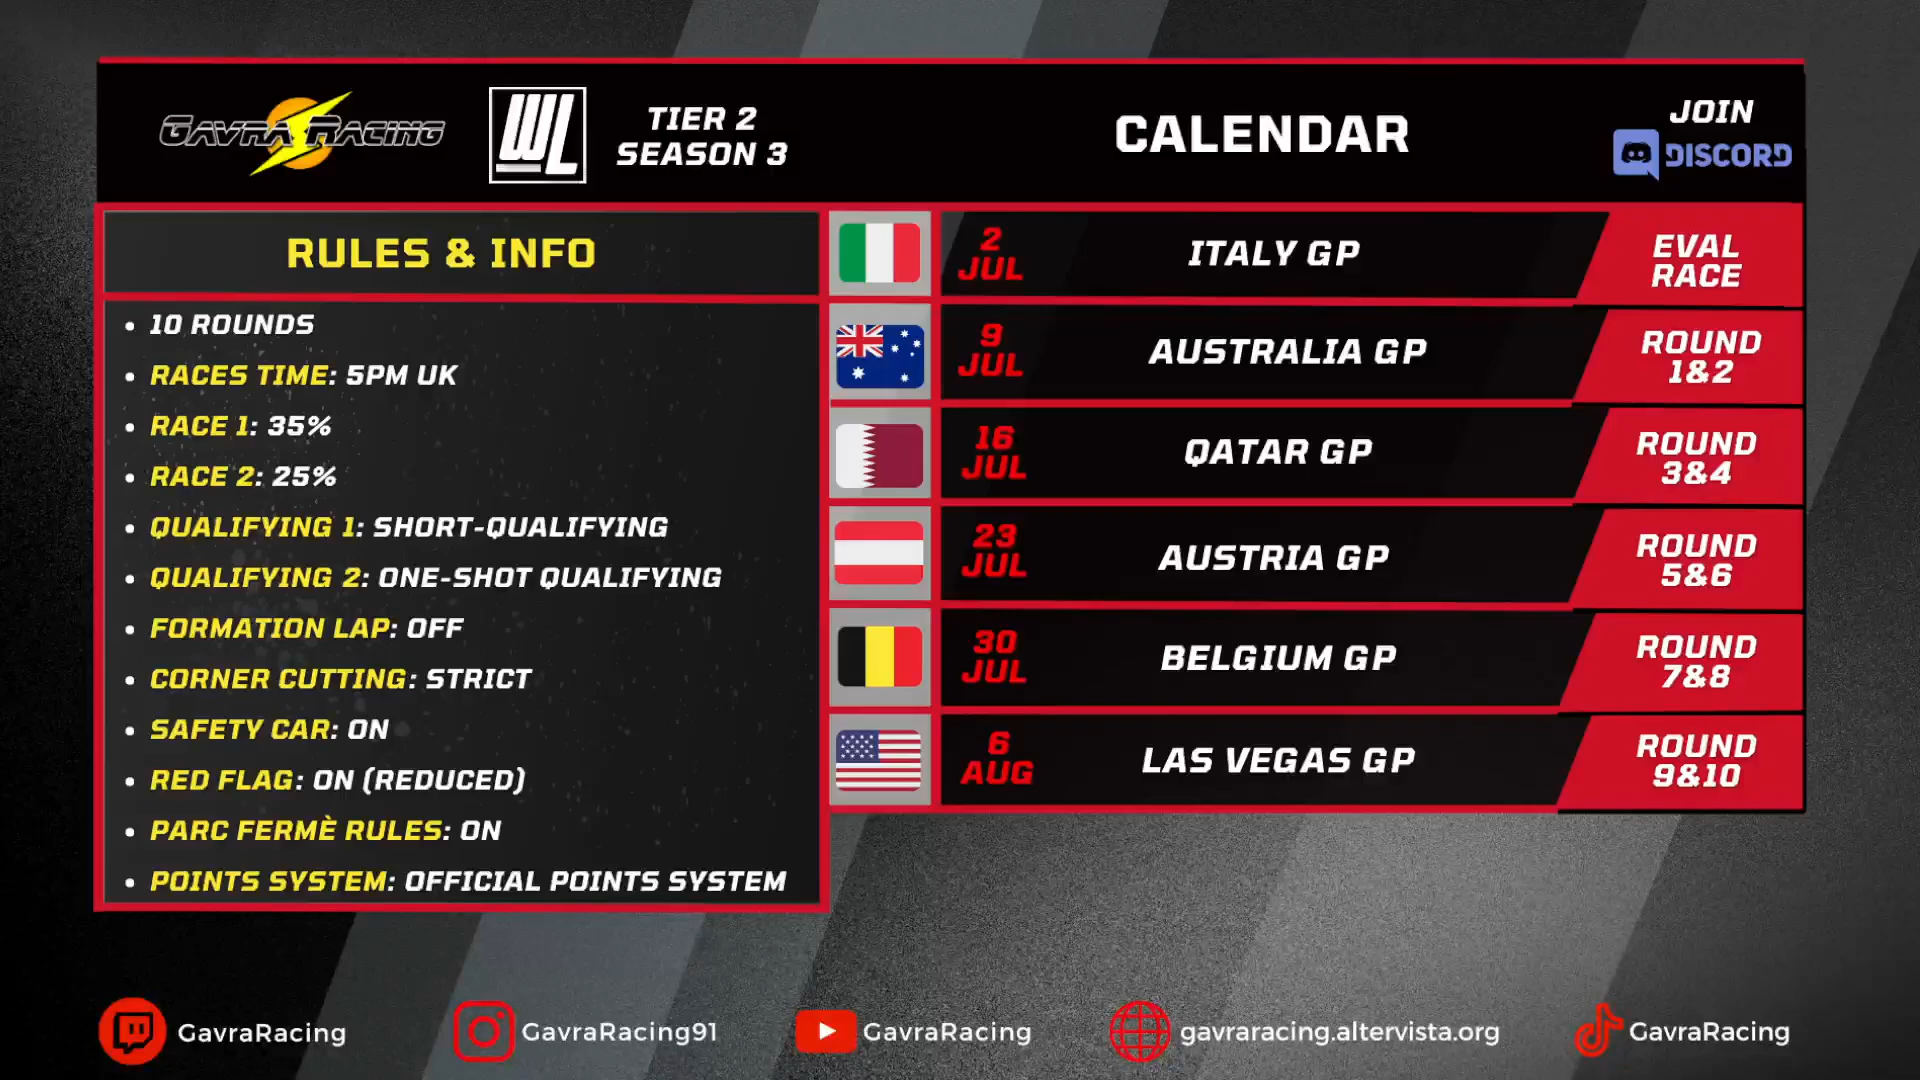 GAVRA RACING
WL
TIER 2
SEASON 3
CALENDAR
JOIN
DISCORD
RULES & INFO
• 10 ROUNDS
• RACES TIME: 5PM UK
• RACE 1: 35%
• RACE 2: 25%
• QUALIFYING 1: SHORT-QUALIFYING
• QUALIFYING 2: ONE-SHOT QUALIFYING
• FORMATION LAP: OFF
• CORNER CUTTING: STRICT
• SAFETY CAR: ON
• RED FLAG: ON (REDUCED)
• PARC FERMÈ RULES: ON
• POINTS SYSTEM: OFFICIAL POINTS SYSTEM
2
JUL
ITALY GP
EVAL
RACE
9
JUL
AUSTRALIA GP
ROUND
1&2
16
JUL
QATAR GP
ROUND
3&4
23
JUL
AUSTRIA GP
ROUND
5&6
30
JUL
BELGIUM GP
ROUND
7&8
6
AUG
LAS VEGAS GP
ROUND
9&10
GavraRacing
GavraRacing91
GavraRacing
gavraracing.altervista.org
GavraRacing